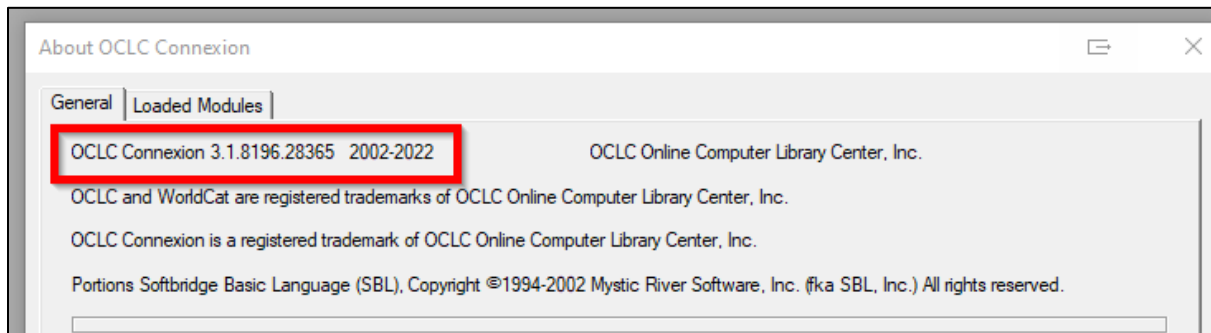 About OCLC Connexion
General Loaded Modules
OCLC Connexion 3.1.8196.28365 2002-2022 OCLC Online Computer Library Center, Inc.
OCLC and WorldCat are registered trademarks of OCLC Online Computer Library Center, Inc.
OCLC Connexion is a registered trademark of OCLC Online Computer Library Center, Inc.
Portions Softbridge Basic Language (SBL), Copyright ©1994-2002 Mystic River Software, Inc. (fka SBL, Inc.) All rights reserved.